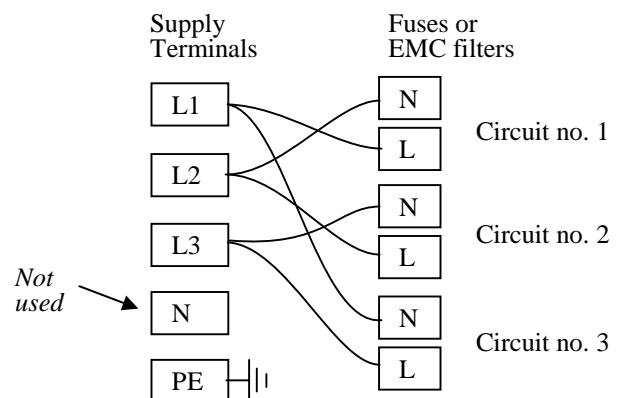 Supply
Terminals
Fuses or
EMC filters
L1
L2
L3
N
PE
Not
used
N
L
Circuit no. 1
N
L
Circuit no. 2
N
L
Circuit no. 3